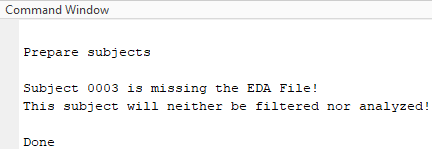 Command Window
Prepare subjects
Subject 0003 is missing the EDA File!
This subject will neither be filtered nor analyzed!
Done